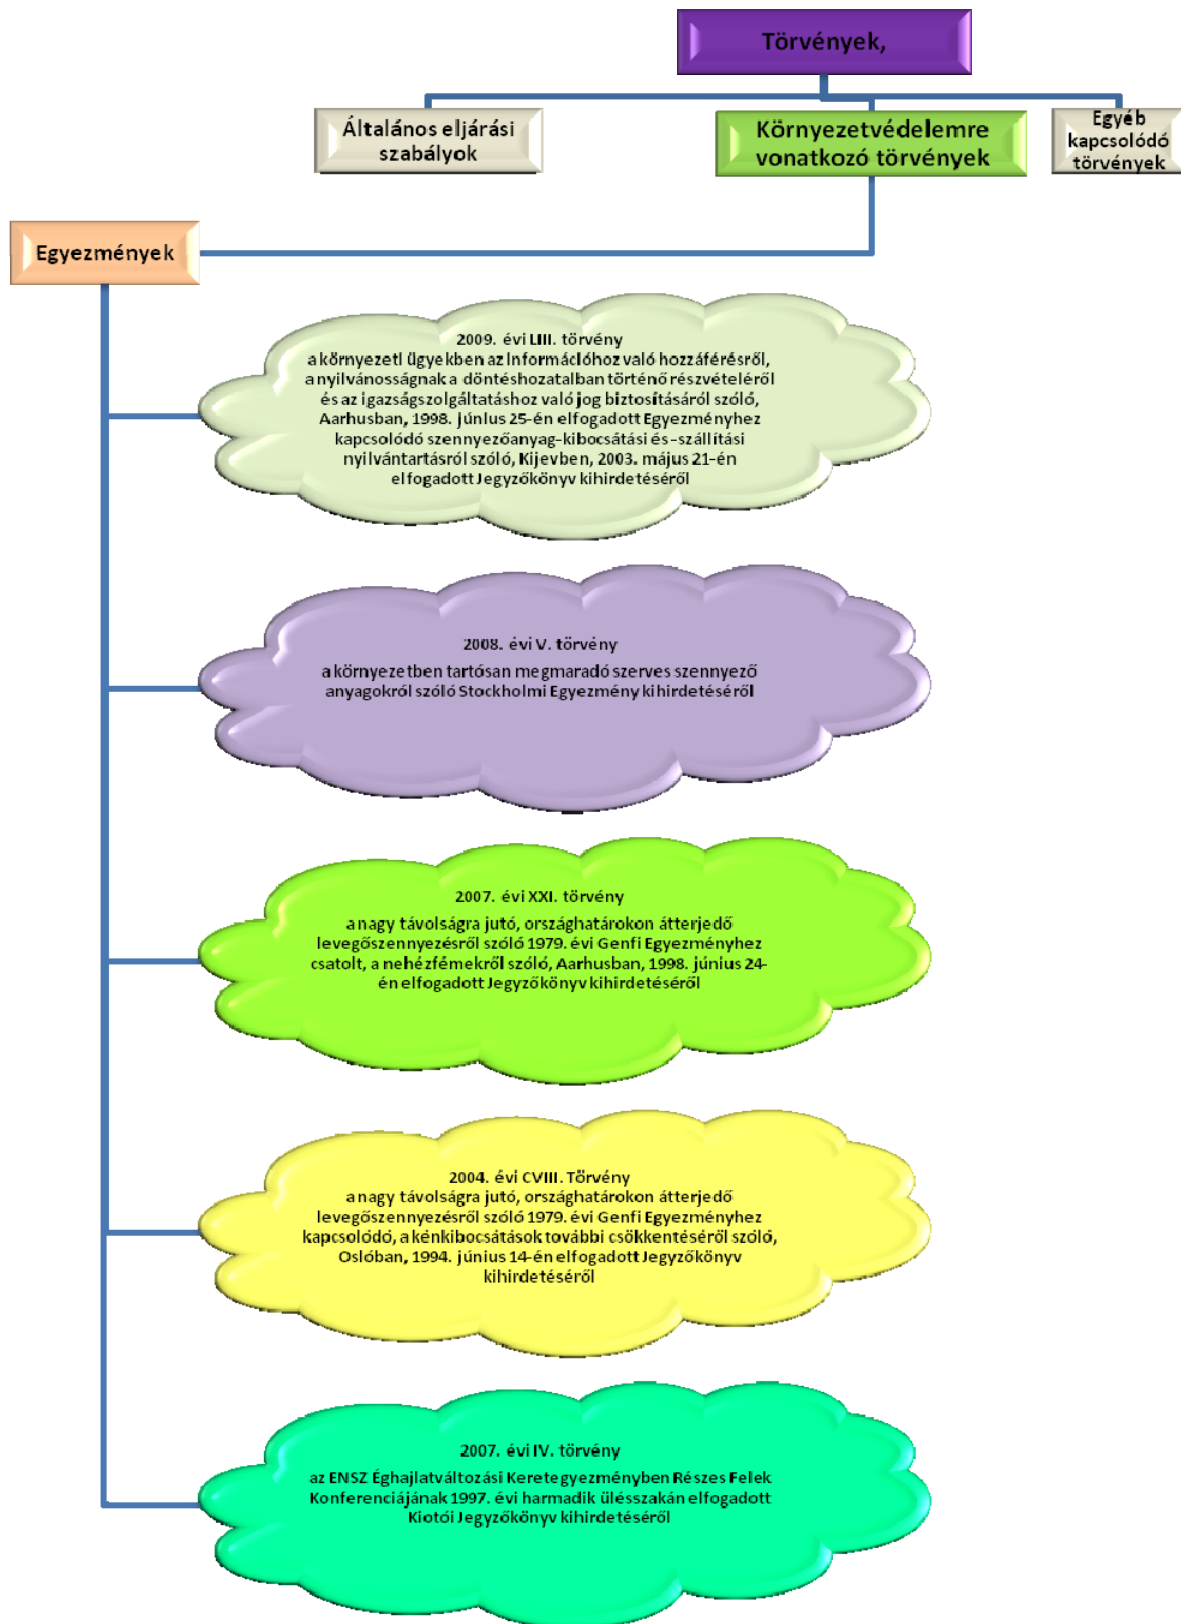 Törvények,
Általános eljárási
szabályok
Környezetvédelemre
vonatkozó törvények
Egyéb
kapcsolódó
törvények
Egyezmények
2009. évi LIII. törvény
a környezeti ügyekben az információhoz való hozzáférésről,
a nyilvánosságnak a döntéshozatalban történő részvételéről
és az igazságszolgáltatáshoz való jog biztosításáról szóló,
Aarhusban, 1998. június 25-én elfogadott Egyezményhez
kapcsolódó szennyezőanyag-kibocsátási és -szállítási
nyilvántartásról szóló, Kijevben, 2003. május 21-én
elfogadott Jegyzőkönyv kihirdetéséről
2008. évi V. törvény
a környezetben tartósan megmaradó szerves szennyező
anyagokról szóló Stockholmi Egyezmény kihirdetéséről
2007. évi XXI. törvény
a nagy távolságra jutó, országhatárokon átterjedő
levegőszennyezésről szóló 1979. évi Genfi Egyezményhez
csatolt, a nehézfémekről szóló, Aarhusban, 1998. június 24-
én elfogadott Jegyzőkönyv kihirdetéséről
2004. évi CVIII. Törvény
a nagy távolságra jutó, országhatárokon átterjedő
levegőszennyezésről szóló 1979. évi Genfi Egyezményhez
kapcsolódó, a kénkibocsátások további csökkentéséről szóló,
Oslóban, 1994. június 14-én elfogadott Jegyzőkönyv
kihirdetéséről
2007. évi IV. törvény
az ENSZ Éghajlatváltozási Keretegyezményben Részes Felek
Konferenciájának 1997. évi harmadik ülésszakán elfogadott
Kiotói Jegyzőkönyv kihirdetéséről